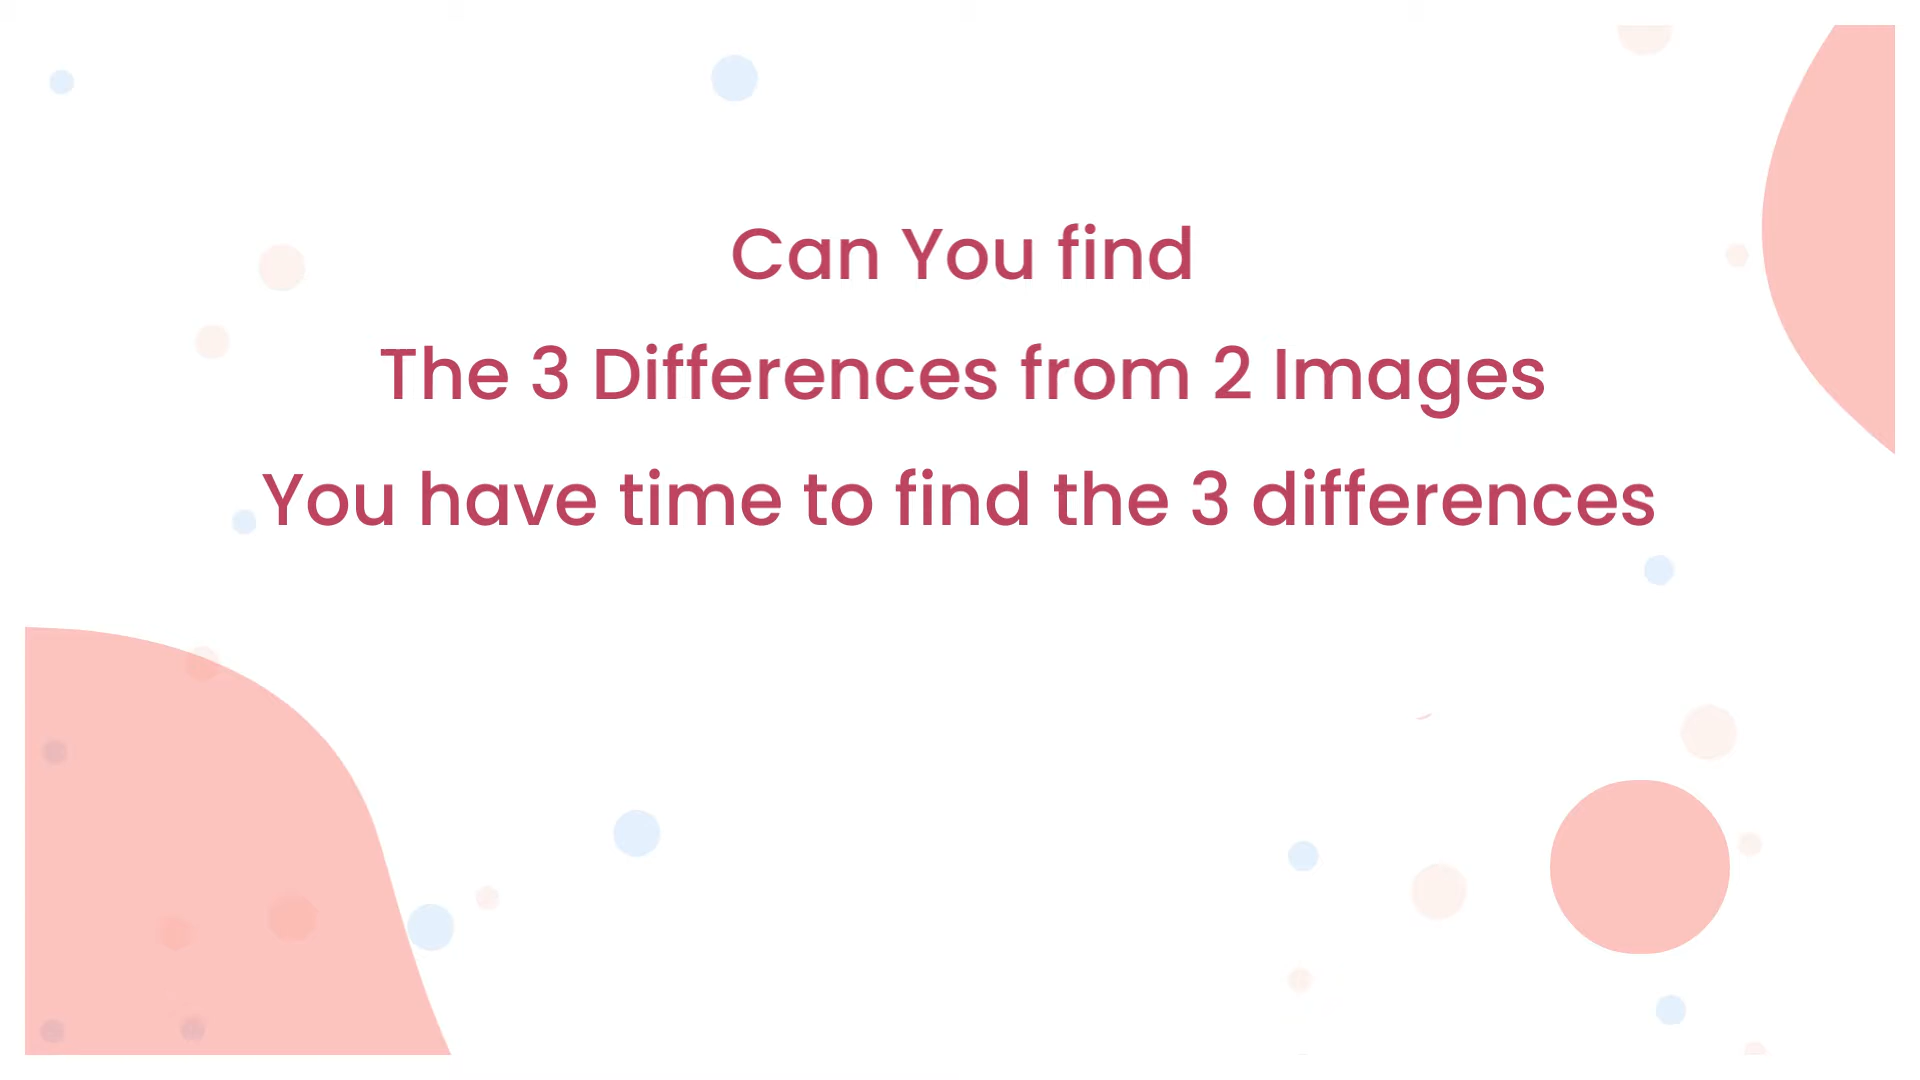 Can You find
The 3 Differences from 2 Images
You have time to find the 3 differences